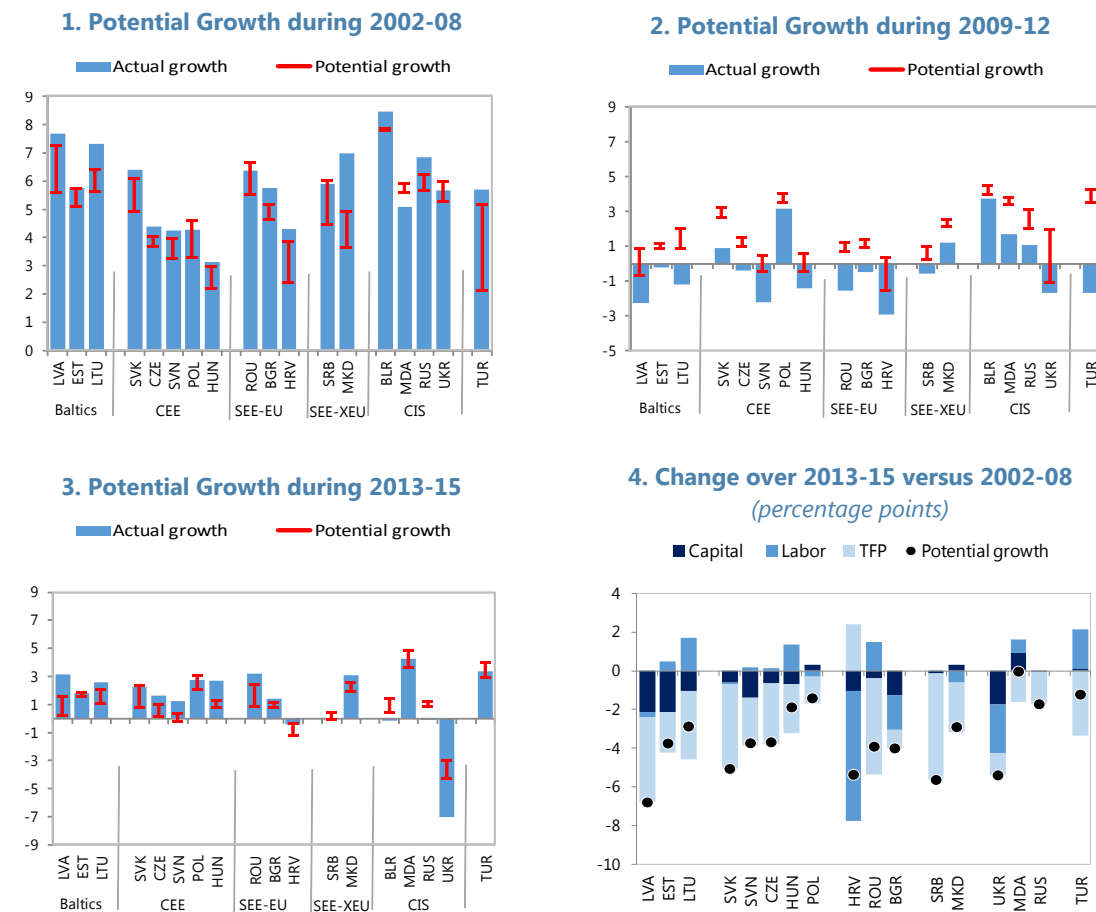 1. Potential Growth during 2002-08
Actual growth Potential growth
9
8
7
6
5
4
3
2
1
0
LVA EST LTU SVK CZE SVN POL HUN ROU BGR HRV SRB MKD BLR MDA RUS UKR TUR
Baltics CEE SEE-EU SEE-XEU CIS
2. Potential Growth during 2009-12
Actual growth Potential growth
9
7
5
3
1
-1
-3
-5
LVA EST LTU SVK CZE SVN POL HUN ROU BGR HRV SRB MKD BLR MDA RUS UKR TUR
Baltics CEE SEE-EU SEE-XEU CIS
3. Potential Growth during 2013-15
Actual growth Potential growth
9
7
5
3
1
-1
-3
-5
-7
-9
LVA EST LTU SVK CZE SVN POL HUN ROU BGR HRV SRB MKD BLR MDA RUS UKR TUR
Baltics CEE SEE-EU SEE-XEU CIS
4. Change over 2013-15 versus 2002-08
(percentage points)
Capital Labor TFP Potential growth
4
2
0
-2
-4
-6
-8
-10
LVA EST LTU SVK SVN CZE HUN POL HRV ROU BGR SRB MKD UKR MDA RUS TUR